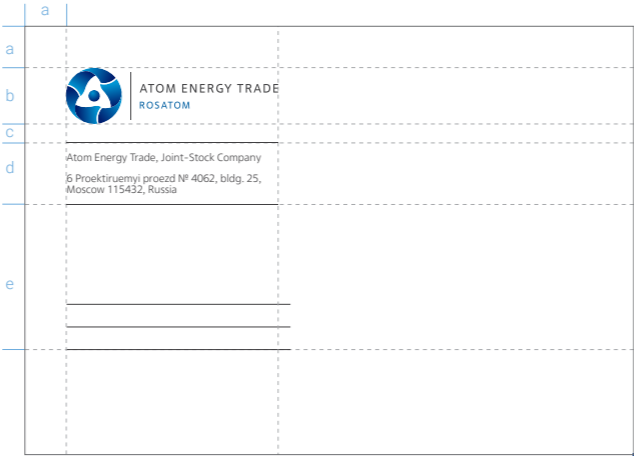 a
a
b
ATOM ENERGY TRADE
ROSATOM
c
d
Atom Energy Trade, Joint-Stock Company
6 Proektiruemyi proezd № 4062, bldg. 25,
Moscow 115432, Russia
e